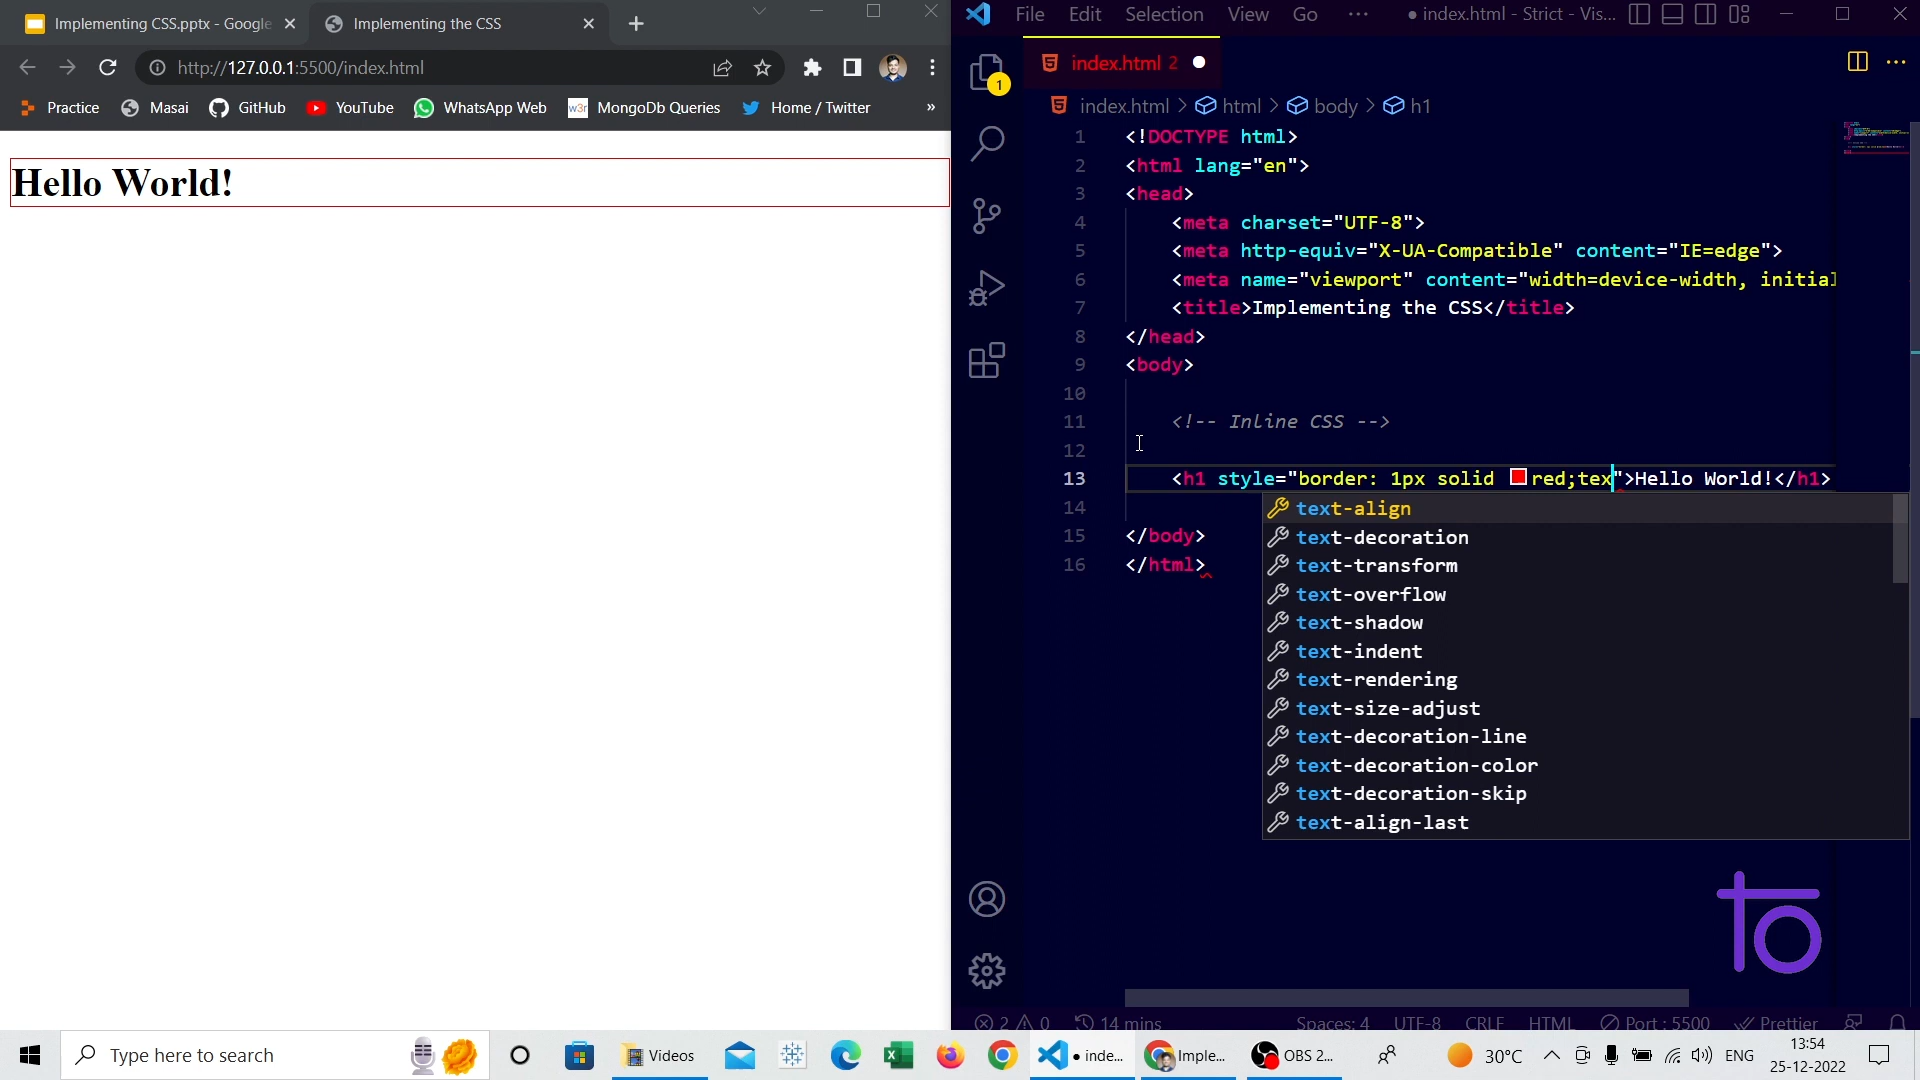 Implementing CSS.pptx - Google
Implementing the CSS
http://127.0.0.1:5500/index.html
Practice
Masai
GitHub
YouTube
WhatsApp Web
w3r
MongoDb Queries
Home / Twitter
»
Hello World!
File
Edit
Selection
View
Go
···
● index.html - Strict - Vis...
1
index.html 2
index.html > html > body > h1
1 <!DOCTYPE html>
2 <html lang="en">
3 <head>
4 <meta charset="UTF-8">
5 <meta http-equiv="X-UA-Compatible" content="IE=edge">
6 <meta name="viewport" content="width=device-width, initial
7 <title>Implementing the CSS</title>
8 </head>
9 <body>
10
11 <!-- Inline CSS -->
12
13 <h1 style="border: 1px solid red;tex">Hello World!</h1>
14
15 </body>
16 </html>
text-align
text-decoration
text-transform
text-overflow
text-shadow
text-indent
text-rendering
text-size-adjust
text-decoration-line
text-decoration-color
text-decoration-skip
text-align-last
to
2 0 14 mins
Spaces: 4
UTF-8
CRLF
HTML
Port : 5500
Prettier
Type here to search
Videos
● inde...
Imple...
OBS 2...
30°C
ENG
13:54
25-12-2022